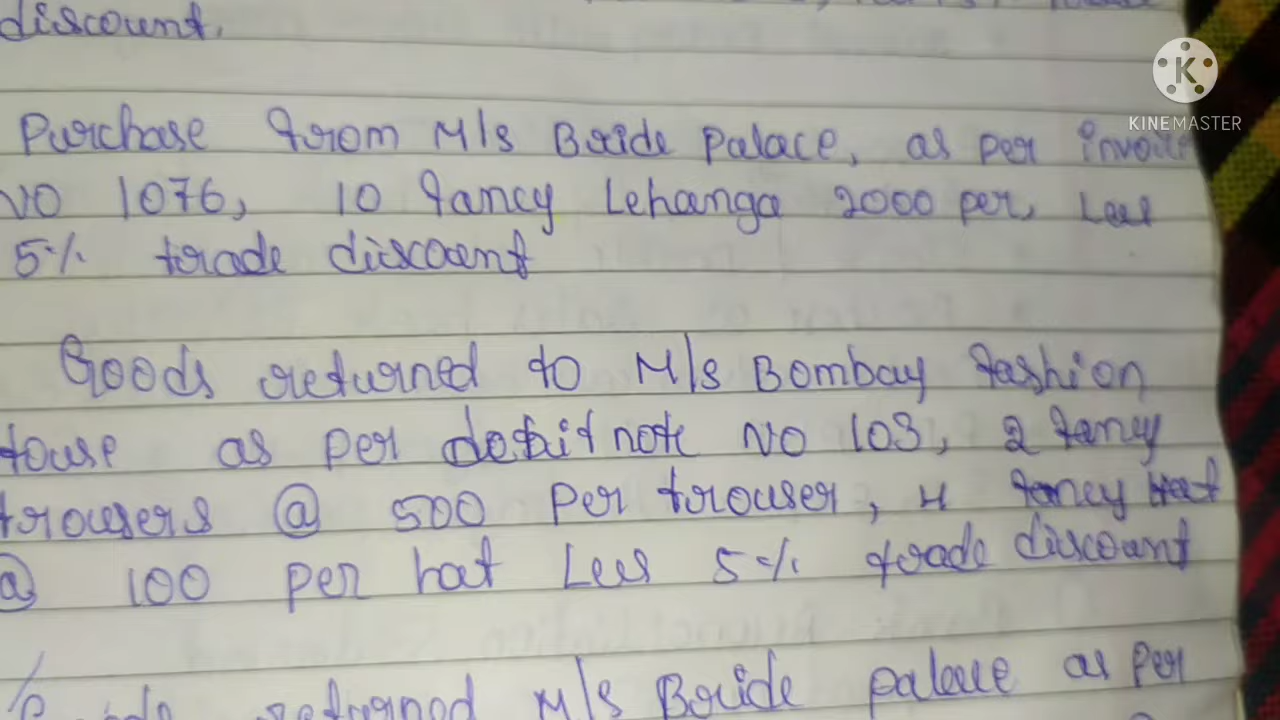 discount.
Purchase from M/s Bride Palace, as per invoice
NO 1076, 10 fancy Lehanga 2000 per, Less
5% trade discount
Goods returned to M/s Bombay fashion
as per debit note NO 103, 2 fancy
trousers @ 500 Per trouser, 4 fancy Hat
@ 100 per hat Less 5% trade discount
returned M/s Bride palace as per
K
KINEMASTER